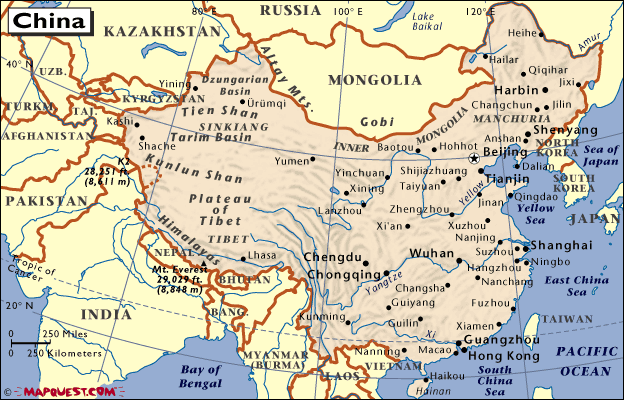 China
RUSSIA
KAZAKHSTAN
80°E
100°E
120°E
Lake
Baikal
Amur
Heihe
40°N
UZB.
Yining
Dzungarian
Basin
Altay Mts.
MONGOLIA
Hailar
Qiqihar
Jixi
Harbin
TURKM.
TAJ.
KYRGYZSTAN
Tien Shan
Ürümqi
Gobi
Changchun
Jilin
MANCHURIA
AFGHANISTAN
Kashi
SINKIANG
Tarim Basin
INNER
MONGOLIA
Baotou
Hohhot
Anshan
Shenyang
Beijing
NORTH
KOREA
Sea of
Japan
Shache
K2
28,251 ft.
(8,611 m)
Kunlun Shan
Yumen
Yinchuan
Shijiazhuang
Tianjin
Dalian
SOUTH
KOREA
PAKISTAN
Plateau
of
Tibet
Xining
Taiyuan
Yellow
Jinan
Qingdao
Yellow
Sea
JAPAN
Lanzhou
Zhengzhou
Xi'an
Xuzhou
Nanjing
Himalayas
TIBET
Suzhou
Shanghai
NEPAL
Lhasa
Chengdu
Wuhan
Hangzhou
Ningbo
Tropic of
Cancer
Mt. Everest
29,029 ft.
(8,848 m)
BHUTAN
Chongqing
Yangtze
Changsha
Nanchang
East China
Sea
20°N
INDIA
BANG.
Guiyang
Fuzhou
Kunming
Guilin
Xi
Xiamen
TAIWAN
0
250 Miles
0
250 Kilometers
MYANMAR
(BURMA)
Nanning
Guangzhou
Macao
Hong Kong
PACIFIC
OCEAN
VIETNAM
LAOS
Haikou
Hainan
South
China
Sea
Bay of
Bengal
© MAPQUEST.COM